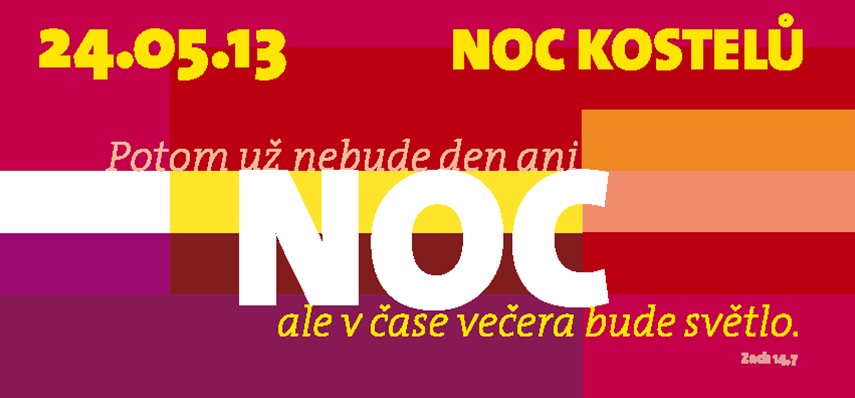 24.05.13 NOC KOSTELŮ
Potom už nebude den ani
NOC
ale v čase večera bude světlo.
Zach 14,7